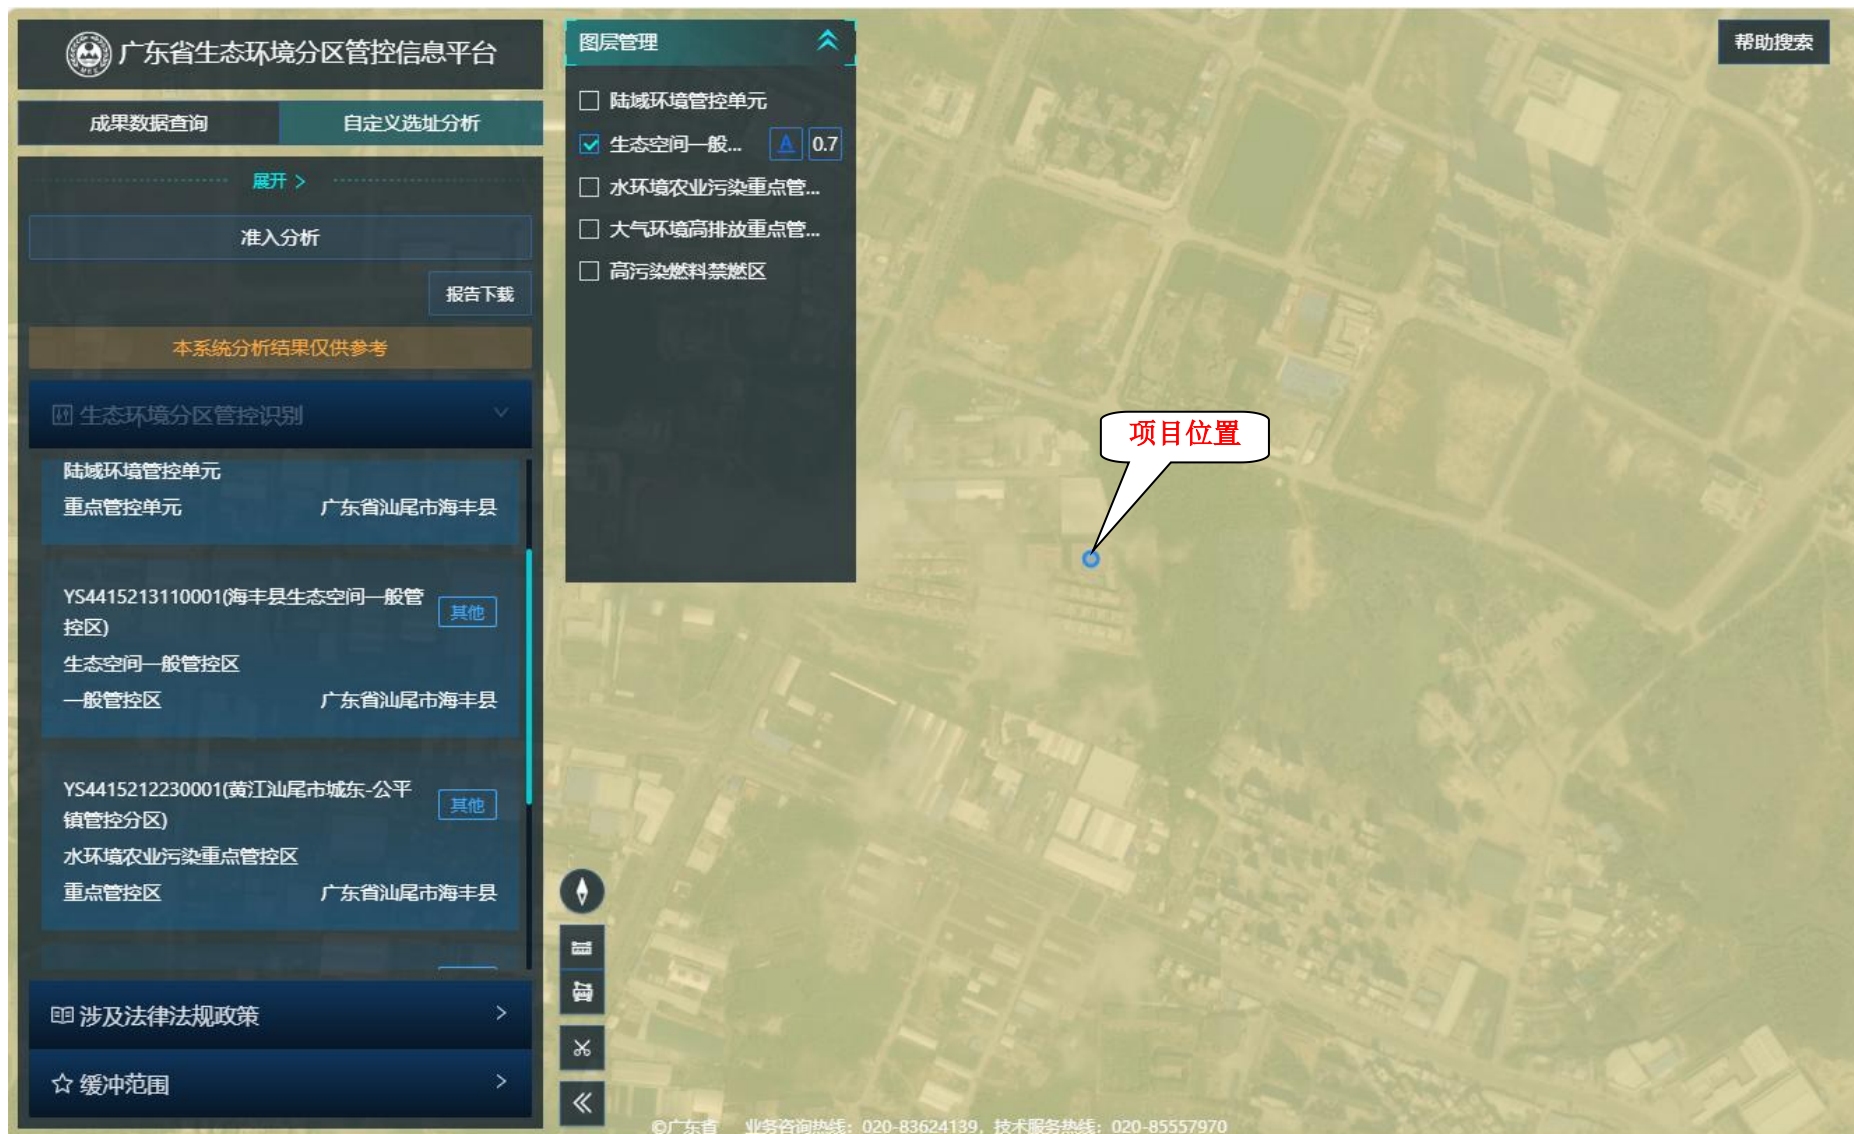 广东省生态环境分区管控信息平台
成果数据查询
自定义选址分析
展开 >
准入分析
报告下载
本系统分析结果仅供参考
生态环境分区管控识别
陆域环境管控单元
重点管控单元 广东省汕尾市海丰县
YS4415213110001(海丰县生态空间一般管
控区)
其他
生态空间一般管控区
一般管控区 广东省汕尾市海丰县
YS4415212230001(黄江汕尾市城东-公平
镇管控分区)
其他
水环境农业污染重点管控区
重点管控区 广东省汕尾市海丰县
涉及法律法规政策
缓冲范围
图层管理
陆域环境管控单元
生态空间一般... A 0.7
水环境农业污染重点管...
大气环境高排放重点管...
高污染燃料禁燃区
帮助搜索
项目位置
©广东省 业务咨询热线：020-83624139，技术服务热线：020-85557970